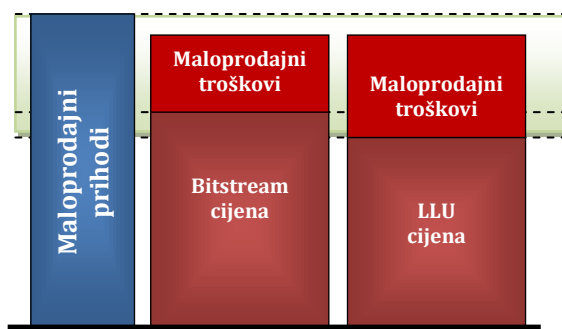 Maloprodajni
prihodi
Maloprodajni
troškovi
Bitstream
cijena
Maloprodajni
troškovi
LLU
cijena